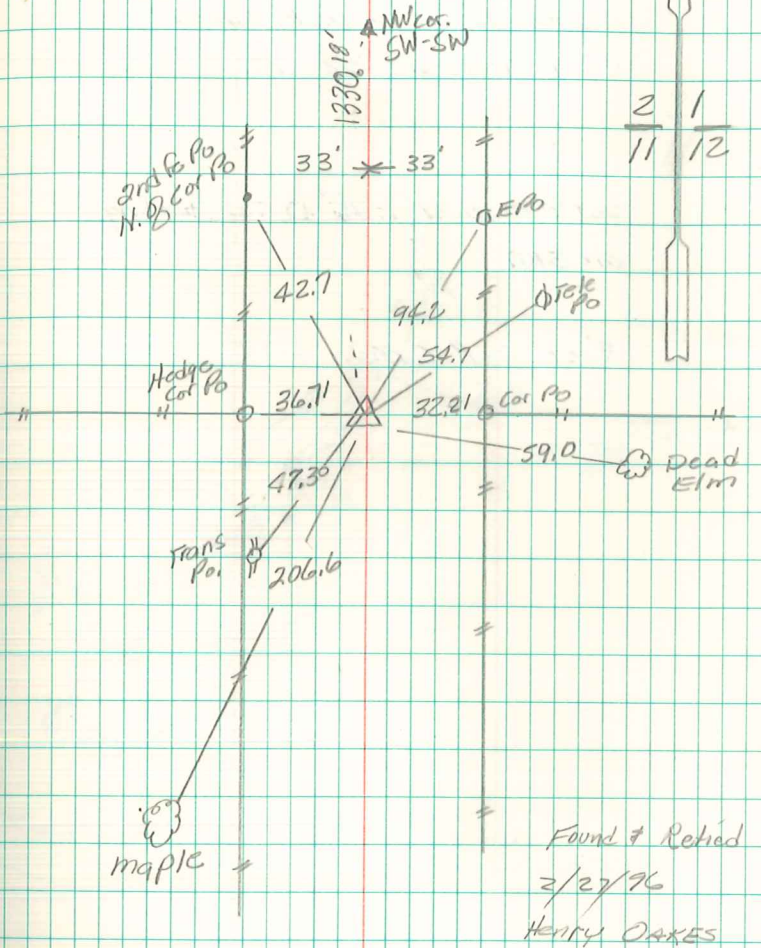 NW cor.
SW-SW
1330.18'
2 | 1
11 | 12
33' 33'
2nd Fe Po
N. of Cor Po
EPo
42.7
94.2
Tele
Po
54.7
Hedge
Cor Po
36.71
32.21
Cor Po
59.0
Dead
Elm
47.30
Trans
Po.
206.6
maple
Found & Retied
2/27/96
Henry OAKES